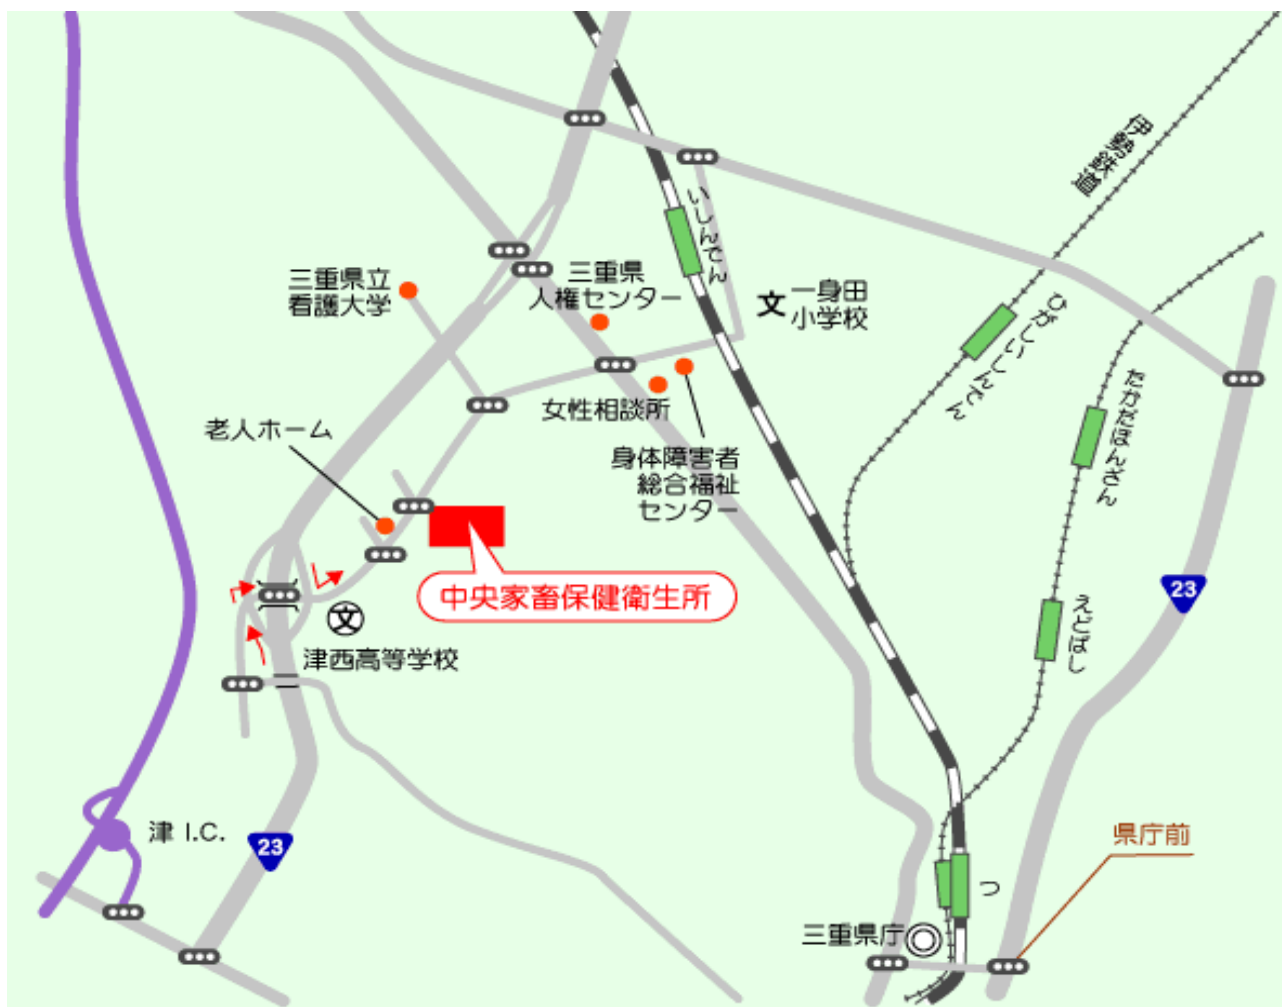 伊勢鉄道
いしんでん
三重県立
看護大学
三重県
人権センター
文
一身田
小学校
ひがしいしんでん
たかだほんざん
女性相談所
老人ホーム
身体障害者
総合福祉
センター
中央家畜保健衛生所
23
えどばし
文
津西高等学校
津 I.C.
23
県庁前
つ
三重県庁